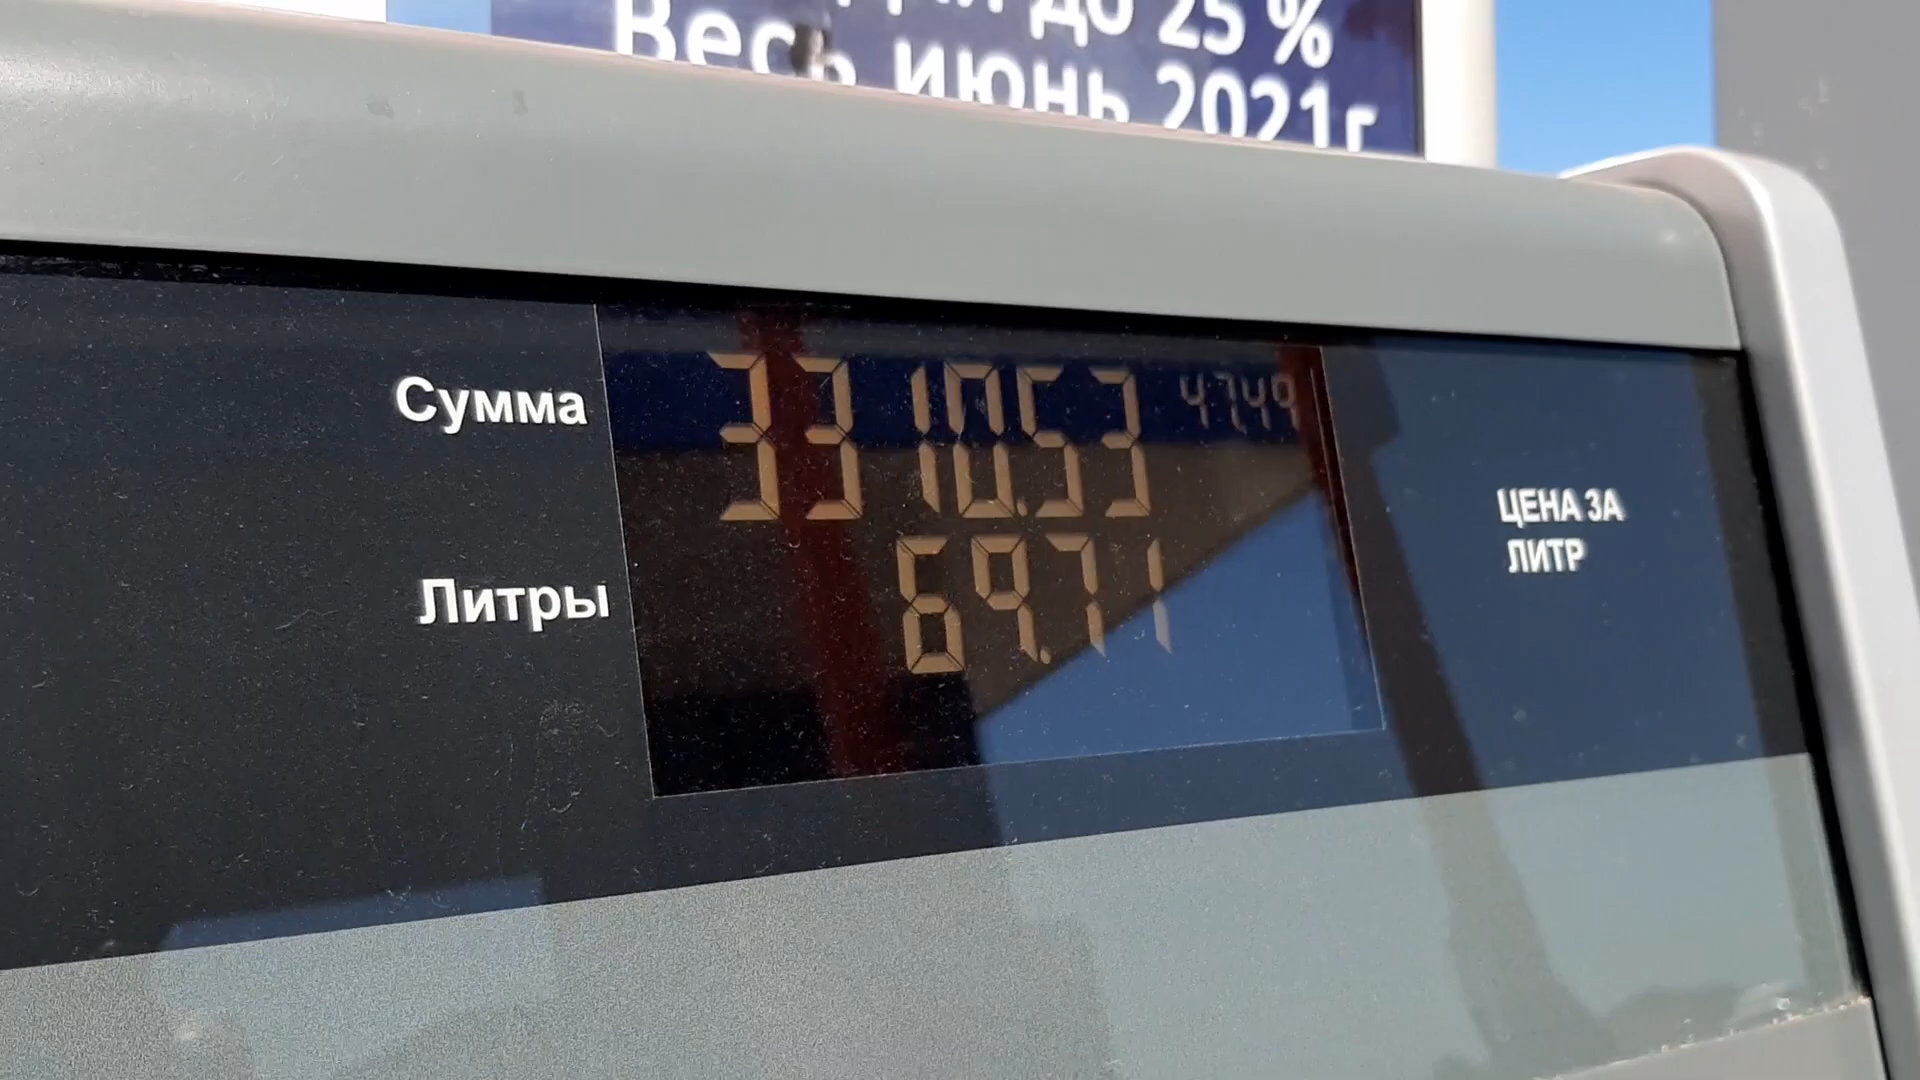 до 25 %
Весь июнь 2021г
Сумма 3310.53 47,49
Литры 69.71
ЦЕНА ЗА
ЛИТР